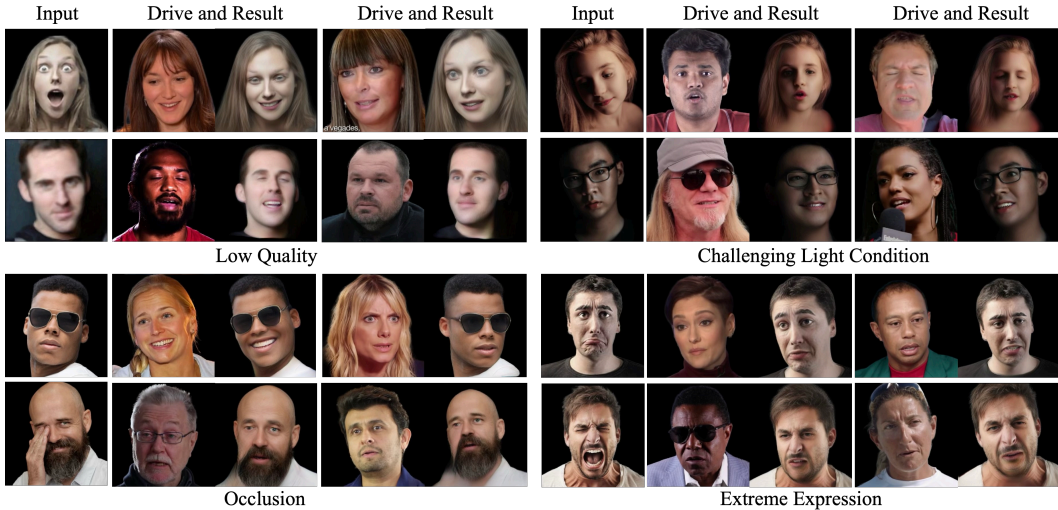 Input Drive and Result Drive and Result Input Drive and Result Drive and Result
avegades,
Low Quality Challenging Light Condition
Occlusion Extreme Expression